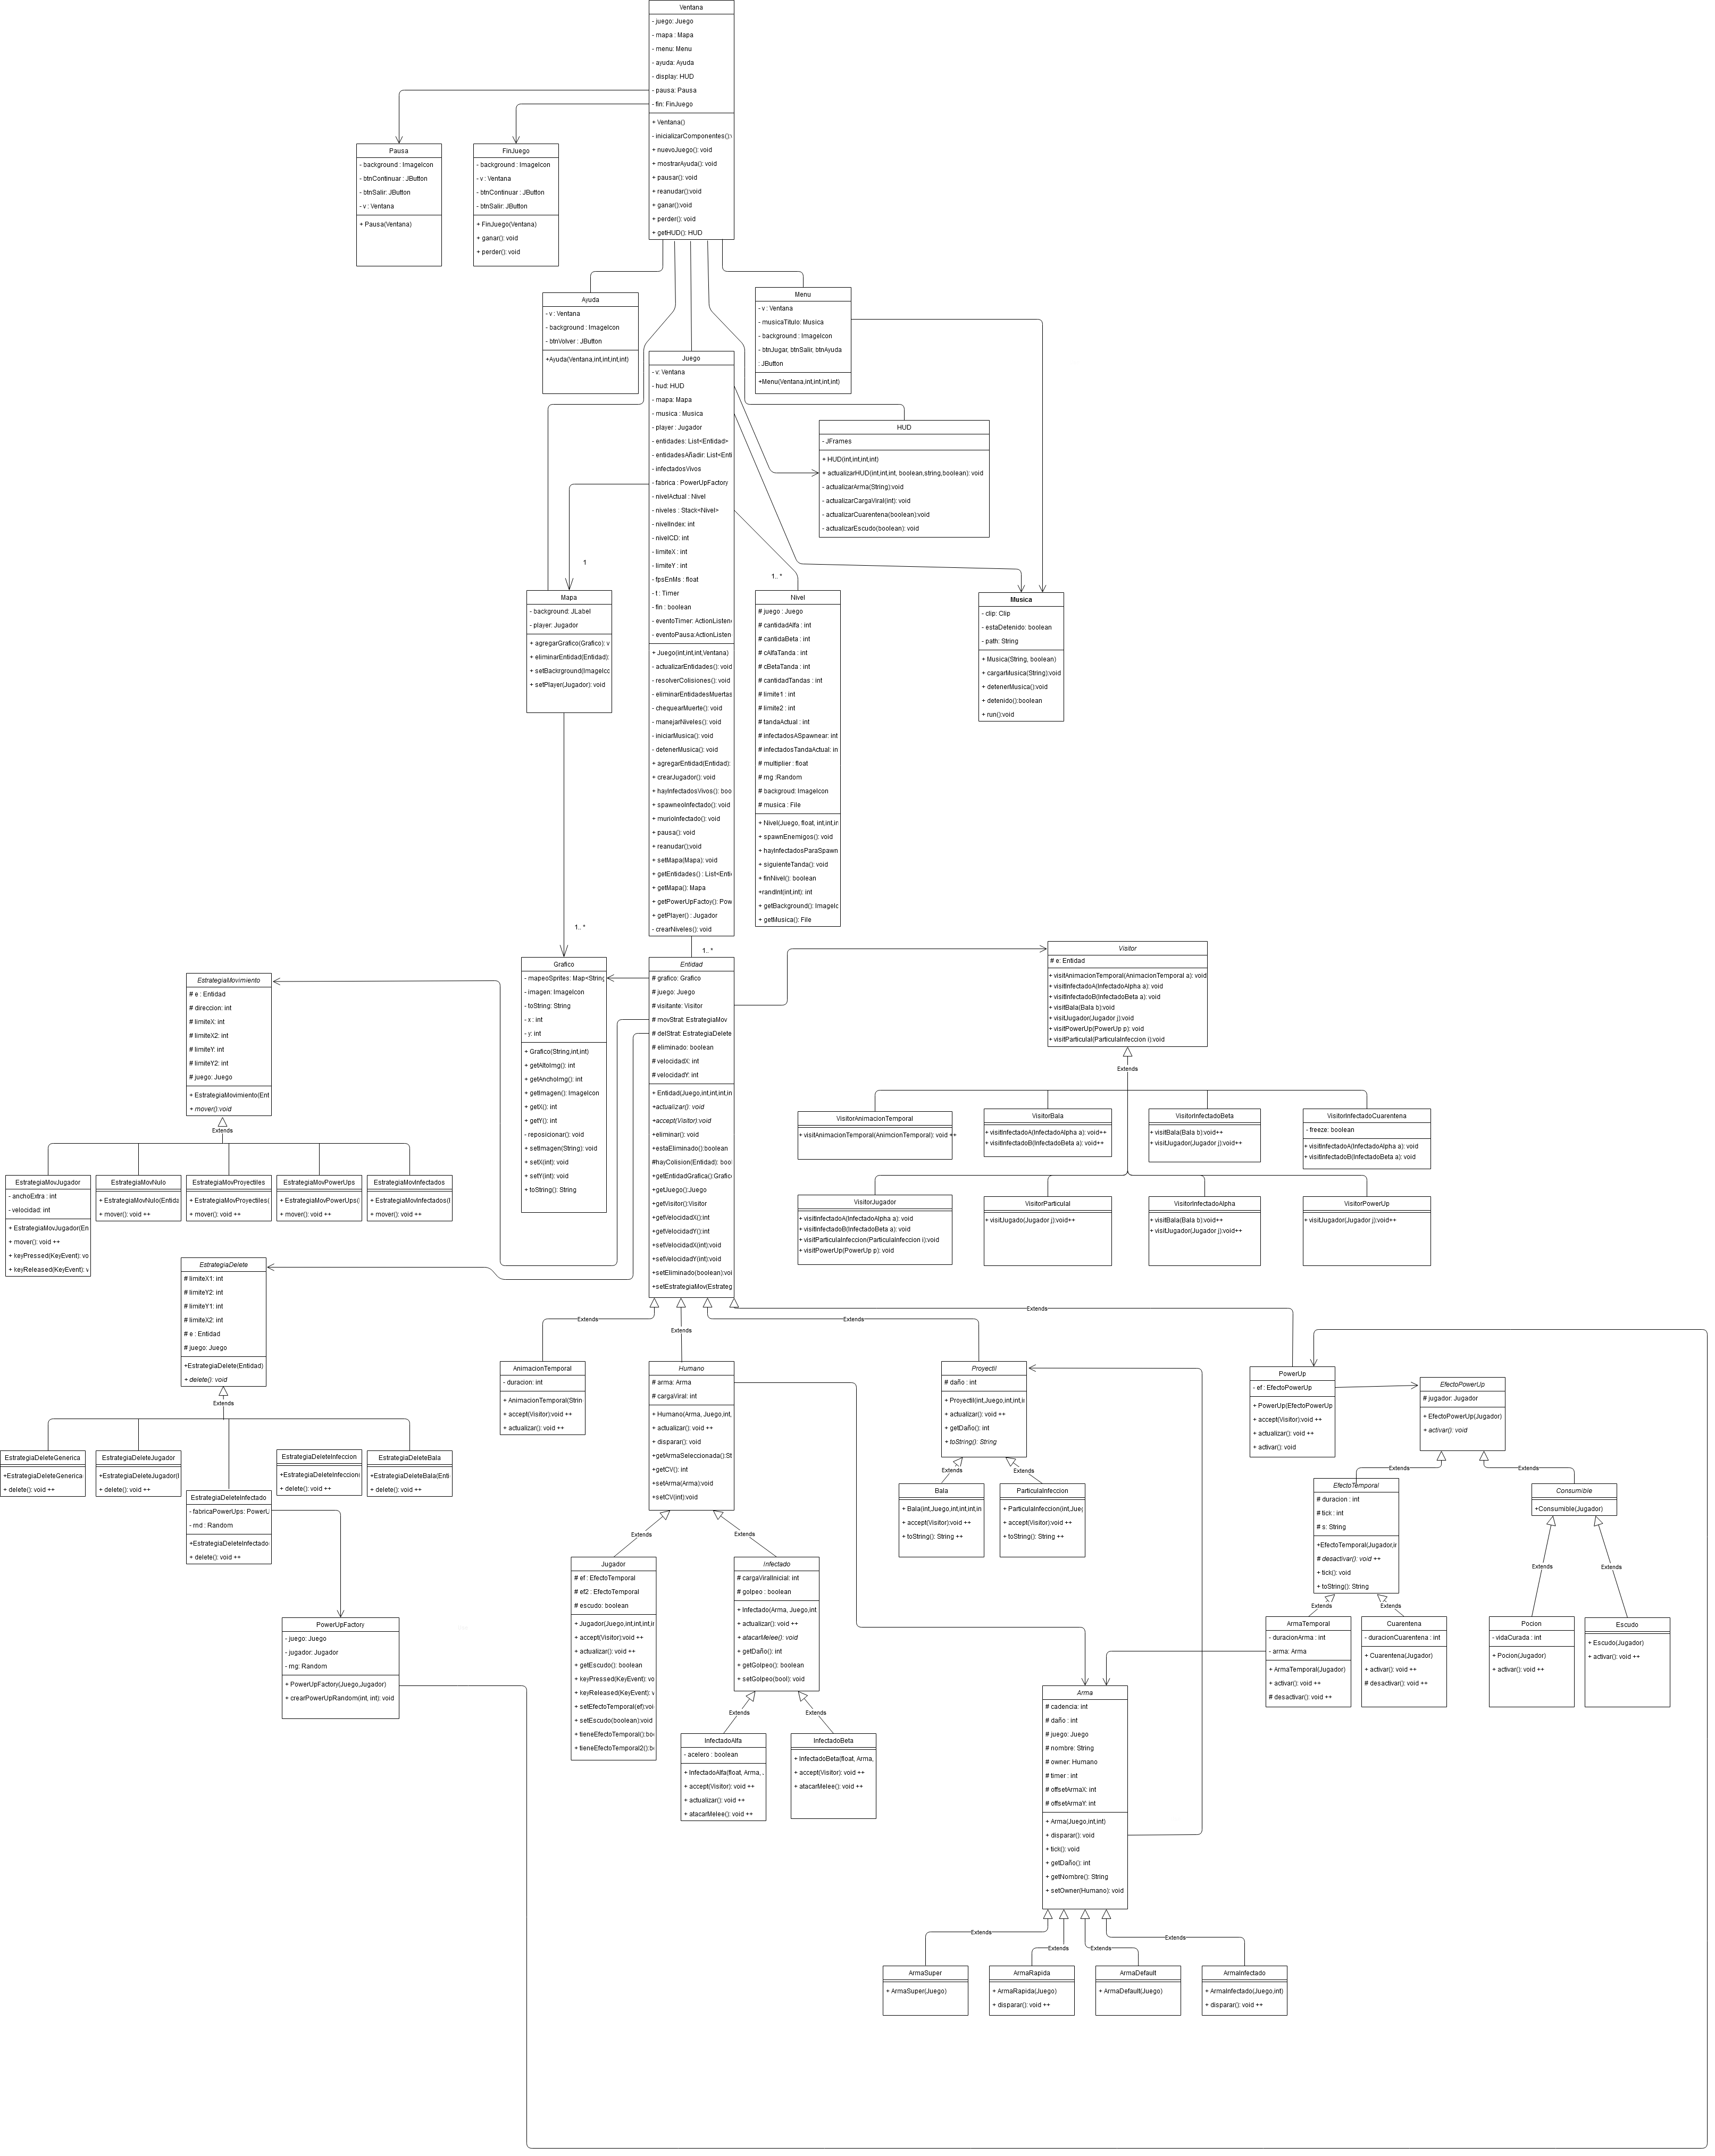 Ventana
- juego: Juego
- mapa : Mapa
- menu: Menu
- ayuda: Ayuda
- display: HUD
- pausa: Pausa
- fin: FinJuego
+ Ventana()
- inicializarComponentes():v
+ nuevoJuego(): void
+ mostrarAyuda(): void
+ pausar(): void
+ reanudar():void
+ ganar():void
+ perder(): void
+ getHUD(): HUD
Pausa
- background : ImageIcon
- btnContinuar : JButton
- btnSalir: JButton
- v : Ventana
+ Pausa(Ventana)
FinJuego
- background : ImageIcon
- v : Ventana
- btnContinuar : JButton
- btnSalir: JButton
+ FinJuego(Ventana)
+ ganar(): void
+ perder(): void
Ayuda
- v : Ventana
- background : ImageIcon
- btnVolver : JButton
+Ayuda(Ventana,int,int,int,int)
Menu
- v : Ventana
- musicaTitulo: Musica
- background : ImageIcon
- btnJugar, btnSalir, btnAyuda
: JButton
+Menu(Ventana,int,int,int,int)
Juego
- v: Ventana
- hud: HUD
- mapa: Mapa
- musica : Musica
- player : Jugador
- entidades: List<Entidad>
- entidadesAñadir: List<Enti
- infectadosVivos
- fabrica : PowerUpFactory
- nivelActual : Nivel
- niveles : Stack<Nivel>
- nivelIndex: int
- nivelCD: int
- limiteX : int
- limiteY : int
- fpsEnMs : float
- t : Timer
- fin : boolean
- eventoTimer: ActionListene
- eventoPausa:ActionListen
+ Juego(int,int,int,Ventana)
- actualizarEntidades(): void
- resolverColisiones(): void
- eliminarEntidadesMuertas
- chequearMuerte(): void
- manejarNiveles(): void
- iniciarMusica(): void
- detenerMusica(): void
+ agregarEntidad(Entidad):
+ crearJugador(): void
+ hayInfectadosVivos(): boo
+ spawneoInfectado(): void
+ murioInfectado(): void
+ pausa(): void
+ reanudar();void
+ setMapa(Mapa): void
+ getEntidades() : List<Enti
+ getMapa(): Mapa
+ getPowerUpFactoy(): Pow
+ getPlayer() : Jugador
- crearNiveles(): void
HUD
- JFrames
+ HUD(int,int,int,int)
+ actualizarHUD(int,int,int, boolean,string,boolean): void
- actualizarArma(String):void
- actualizarCargaViral(int): void
- actualizarCuarentena(boolean):void
- actualizarEscudo(boolean): void
1
1.. *
Mapa
- background: JLabel
- player: Jugador
+ agregarGrafico(Grafico): v
+ eliminarEntidad(Entidad):
+ setBackrground(ImageIcc
+ setPlayer(Jugador): void
Nivel
# juego : Juego
# cantidadAlfa : int
# cantidaBeta : int
# cAlfaTanda : int
# cBetaTanda : int
# cantidadTandas : int
# limite1 : int
# limite2 : int
# tandaActual : int
# infectadosASpawnear: int
# infectadosTandaActual: in
# multiplier : float
# rng :Random
# backgroud: ImageIcon
# musica : File
+ Nivel(Juego, float, int,int,in
+ spawnEnemigos(): void
+ hayInfectadosParaSpawn
+ siguienteTanda(): void
+ finNivel(): boolean
+randInt(int,int): int
+ getBackground(): ImageIc
+ getMusica(): File
Musica
- clip: Clip
- estaDetenido: boolean
- path: String
+ Musica(String, boolean)
+ cargarMusica(String):void
+ detenerMusica():void
+ detenido():boolean
+ run():void
1.. *
1.. *
Grafico
- mapeoSprites: Map<String
- imagen: ImageIcon
- toString: String
- x : int
- y: int
+ Grafico(String,int,int)
+ getAltoImg(): int
+ getAnchoImg(): int
+ getImagen(): ImageIcon
+ getX(): int
+ getY(): int
- reposicionar(): void
+ setImagen(String): void
+ setX(int): void
+ setY(int): void
+ toString(): String
Entidad
# grafico: Grafico
# juego: Juego
# visitante: Visitor
# movStrat: EstrategiaMov
# delStrat: EstrategiaDelete
# eliminado: boolean
# velocidadX: int
# velocidadY: int
+ Entidad(Juego,int,int,int,in
+actualizar(): void
+accept(Visitor):void
+eliminar(): void
+estaEliminado():boolean
#hayColision(Entidad): bool
+getEntidadGrafica():Grafic
+getJuego():Juego
+getVisitor():Visitor
+getVelocidadX():int
+getVelocidadY():int
+setVelocidadX(int):void
+setVelocidadY(int):void
+setEliminado(boolean):voi
+setEstrategiaMov(Estrateg
Visitor
# e: Entidad
+ visitAnimacionTemporal(AnimacionTemporal a): void
+ visitInfectadoA(InfectadoAlpha a): void
+ visitInfectadoB(InfectadoBeta a): void
+ visitBala(Bala b):void
+ visitJugador(Jugador j):void
+ visitPowerUp(PowerUp p): void
+ visitParticulaI(ParticulaInfeccion i):void
Extends
VisitorAnimacionTemporal
+ visitAnimacionTemporal(AnimcionTemporal): void ++
VisitorBala
+ visitInfectadoA(InfectadoAlpha a): void++
+ visitInfectadoB(InfectadoBeta a): void++
VisitorInfectadoBeta
+ visitBala(Bala b):void++
+ visitJugador(Jugador j):void++
VisitorInfectadoCuarentena
- freeze: boolean
+ visitInfectadoA(InfectadoAlpha a): void
+ visitInfectadoB(InfectadoBeta a): void
VisitorJugador
+ visitInfectadoA(InfectadoAlpha a): void
+ visitInfectadoB(InfectadoBeta a): void
+ visitParticulaInfeccion(ParticulaInfeccion i):void
+ visitPowerUp(PowerUp p): void
VisitorParticulaI
+ visitJugado(Jugador j):void++
VisitorInfectadoAlpha
+ visitBala(Bala b):void++
+ visitJugador(Jugador j):void++
VisitorPowerUp
+ visitJugador(Jugador j):void++
EstrategiaMovimiento
# e : Entidad
# direccion: int
# limiteX: int
# limiteX2: int
# limiteY: int
# limiteY2: int
# juego: Juego
+ EstrategiaMovimiento(Ent
+ mover():void
Extends
EstrategiaMovJugador
- anchoExtra : int
- velocidad: int
+ EstrategiaMovJugador(En
+ mover(): void ++
+ keyPressed(KeyEvent): vo
+ keyReleased(KeyEvent): v
EstrategiaMovNulo
+ EstrategiaMovNulo(Entida
+ mover(): void ++
EstrategiaMovProyectiles
+ EstrategiaMovProyectiles(
+ mover(): void ++
EstrategiaMovPowerUps
+ EstrategiaMovPowerUps(
+ mover(): void ++
EstrategiaMovInfectados
+ EstrategiaMovInfectados(I
+ mover(): void ++
EstrategiaDelete
# limiteX1: int
# limiteY2: int
# limiteY1: int
# limiteX2: int
# e : Entidad
# juego: Juego
+EstrategiaDelete(Entidad)
+ delete(): void
Extends
EstrategiaDeleteGenerica
+EstrategiaDeleteGenerica
+ delete(): void ++
EstrategiaDeleteJugador
+EstrategiaDeleteJugador(I
+ delete(): void ++
EstrategiaDeleteInfeccion
+EstrategiaDeleteInfeccion(
+ delete(): void ++
EstrategiaDeleteBala
+EstrategiaDeleteBala(Enti
+ delete(): void ++
EstrategiaDeleteInfectado
- fabricaPowerUps: PowerU
- rnd : Random
+EstrategiaDeleteInfectado
+ delete(): void ++
PowerUpFactory
- juego: Juego
- jugador: Jugador
- rng: Random
+ PowerUpFactory(Juego,Jugador)
+ crearPowerUpRandom(int, int): void
Extends
Extends
Extends
Extends
AnimacionTemporal
- duracion: int
+ AnimacionTemporal(Strin
+ accept(Visitor):void ++
+ actualizar(): void ++
Humano
# arma: Arma
# cargaViral: int
+ Humano(Arma, Juego,int,
+ actualizar(): void ++
+ disparar(): void
+getArmaSeleccionada():St
+ getCV(): int
+ setArma(Arma):void
+ setCV(int):void
Proyectil
# daño : int
+ Proyectil(int,Juego,int,int,i
+ actualizar(): void ++
+ getDaño(): int
+ toString(): String
PowerUp
- ef : EfectoPowerUp
+ PowerUp(EfectoPowerUp
+ accept(Visitor):void ++
+ actualizar(): void ++
+ activar(): void
EfectoPowerUp
# jugador: Jugador
+ EfectoPowerUp(Jugador)
+ activar(): void
Extends
Extends
Bala
+ Bala(int,Juego,int,int,int,in
+ accept(Visitor):void ++
+ toString(): String ++
ParticulaInfeccion
+ ParticulaInfeccion(int,Jueg
+ accept(Visitor):void ++
+ toString(): String ++
Extends
Extends
EfectoTemporal
# duracion : int
# tick : int
# s: String
+EfectoTemporal(Jugador,in
# desactivar(): void ++
+ tick(): void
+ toString(): String
Consumible
+Consumible(Jugador)
Extends
Extends
Extends
Extends
ArmaTemporal
- duracionArma : int
- arma: Arma
+ ArmaTemporal(Jugador)
+ activar(): void ++
# desactivar(): void ++
Cuarentena
- duracionCuarentena : int
+ Cuarentena(Jugador)
+ activar(): void ++
# desactivar(): void ++
Pocion
- vidaCurada : int
+ Pocion(Jugador)
+ activar(): void ++
Escudo
+ Escudo(Jugador)
+ activar(): void ++
Extends
Extends
Jugador
# ef : EfectoTemporal
# ef2 : EfectoTemporal
# escudo: boolean
+ Jugador(Juego,int,int,int,in
+ accept(Visitor):void ++
+ actualizar(): void ++
+ getEscudo(): boolean
+ keyPressed(KeyEvent): vo
+ keyReleased(KeyEvent): v
+ setEfectoTemporal(ef):voi
+ setEscudo(boolean):void
+ tieneEfectoTemporal():boo
+ tieneEfectoTemporal2():b
Infectado
# cargaViralInicial: int
# golpeo : boolean
+ Infectado(Arma, Juego,int
+ actualizar(): void ++
+ atacarMelee(): void
+ getDaño(): int
+ getGolpeo(): boolean
+ setGolpeo(bool): void
Extends
Extends
InfectadoAlfa
- acelero : boolean
+ InfectadoAlfa(float, Arma, .
+ accept(Visitor): void ++
+ actualizar(): void ++
+ atacarMelee(): void ++
InfectadoBeta
+ InfectadoBeta(float, Arma,
+ accept(Visitor): void ++
+ atacarMelee(): void ++
Arma
# cadencia: int
# daño : int
# juego: Juego
# nombre: String
# owner: Humano
# timer : int
# offsetArmaX: int
# offsetArmaY: int
+ Arma(Juego,int,int)
+ disparar(): void
+ tick(): void
+ getDaño(): int
+ getNombre(): String
+ setOwner(Humano): void
Extends
Extends
Extends
Extends
ArmaSuper
+ ArmaSuper(Juego)
ArmaRapida
+ ArmaRapida(Juego)
+ disparar(): void ++
ArmaDefault
+ ArmaDefault(Juego)
ArmaInfectado
+ ArmaInfectado(Juego,int)
+ disparar(): void ++